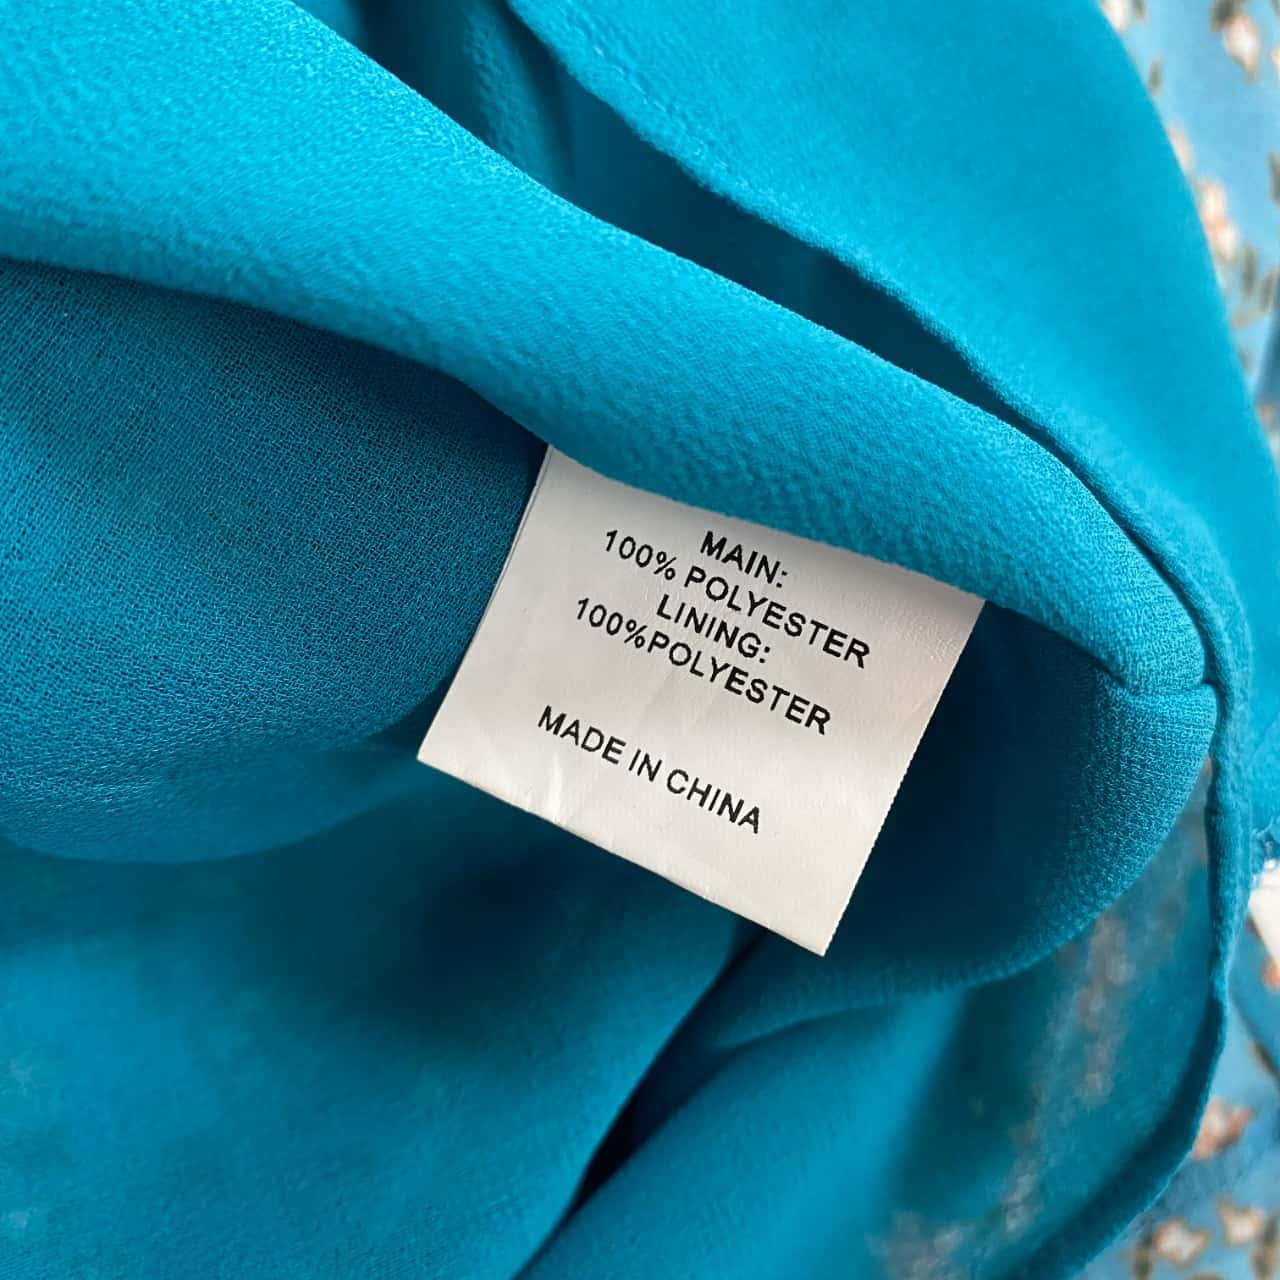 MAIN:
100% POLYESTER
LINING:
100%POLYESTER
MADE IN CHINA